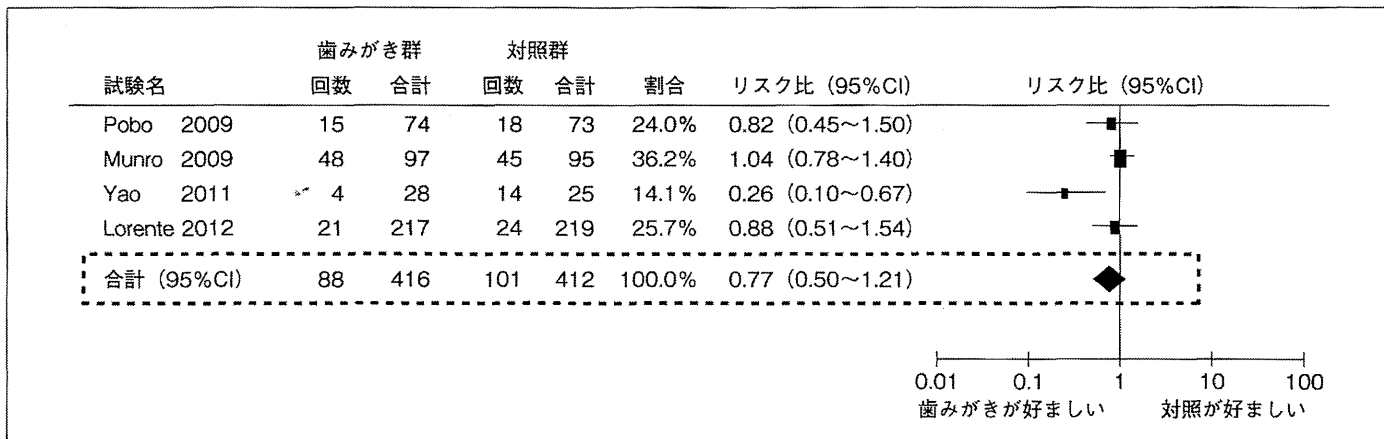 歯みがき群 対照群
試験名 回数 合計 回数 合計 割合 リスク比 (95%CI) リスク比 (95%CI)
Pobo 2009 15 74 18 73 24.0% 0.82 (0.45～1.50)
Munro 2009 48 97 45 95 36.2% 1.04 (0.78～1.40)
Yao 2011 4 28 14 25 14.1% 0.26 (0.10～0.67)
Lorente 2012 21 217 24 219 25.7% 0.88 (0.51～1.54)
合計 (95%CI) 88 416 101 412 100.0% 0.77 (0.50～1.21)
0.01 0.1 1 10 100
歯みがきが好ましい 対照が好ましい